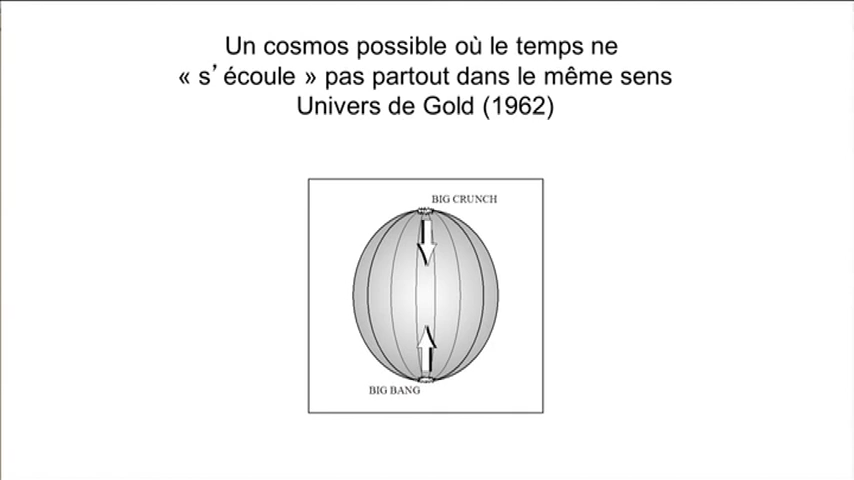 Un cosmos possible où le temps ne
« s’écoule » pas partout dans le même sens
Univers de Gold (1962)
BIG CRUNCH
BIG BANG